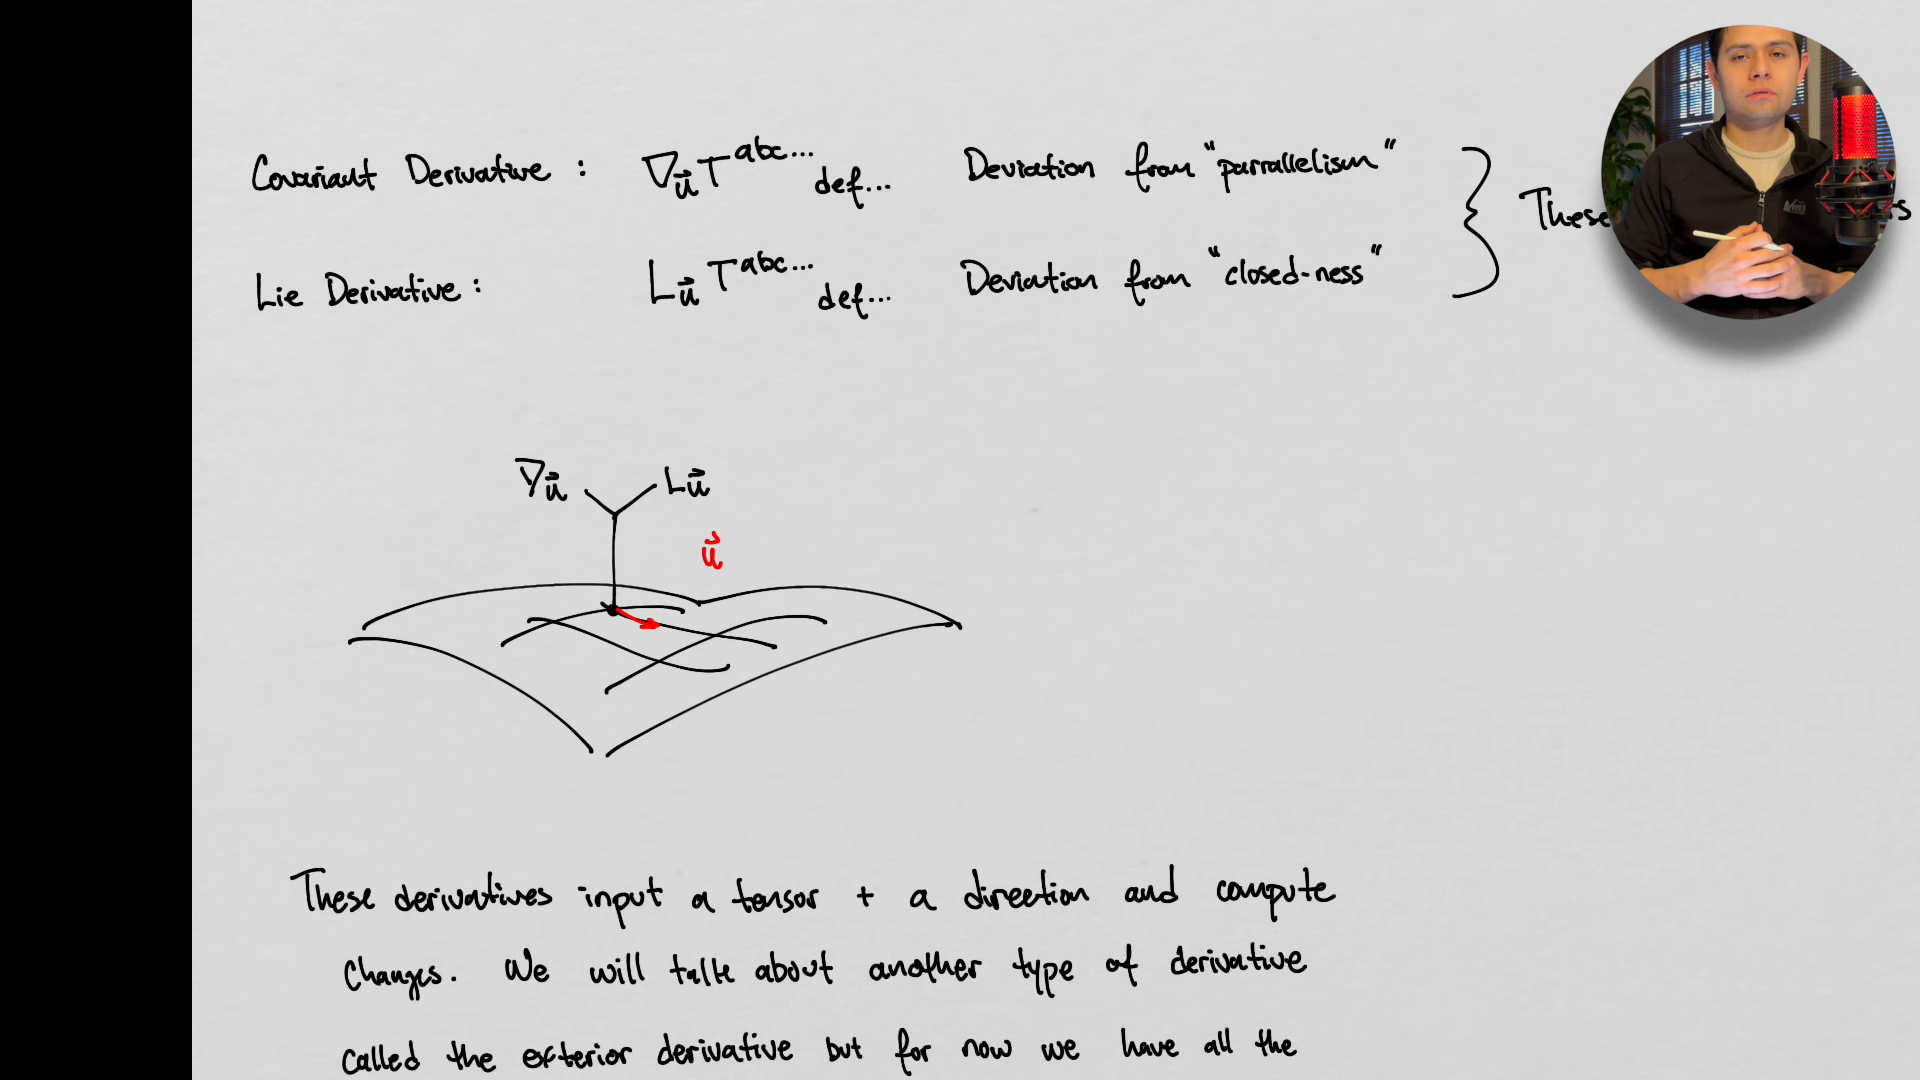 Covariant Derivative : ∇u⃗ T^abc... def... Deviation from "parrallelism"
These
Lie Derivative : Lu⃗ T^abc... def... Deviation from "closed-ness"
∇u⃗ Lu⃗
u⃗
These derivatives input a tensor + a direction and compute
changes. We will talk about another type of derivative
called the exterior derivative but for now we have all the